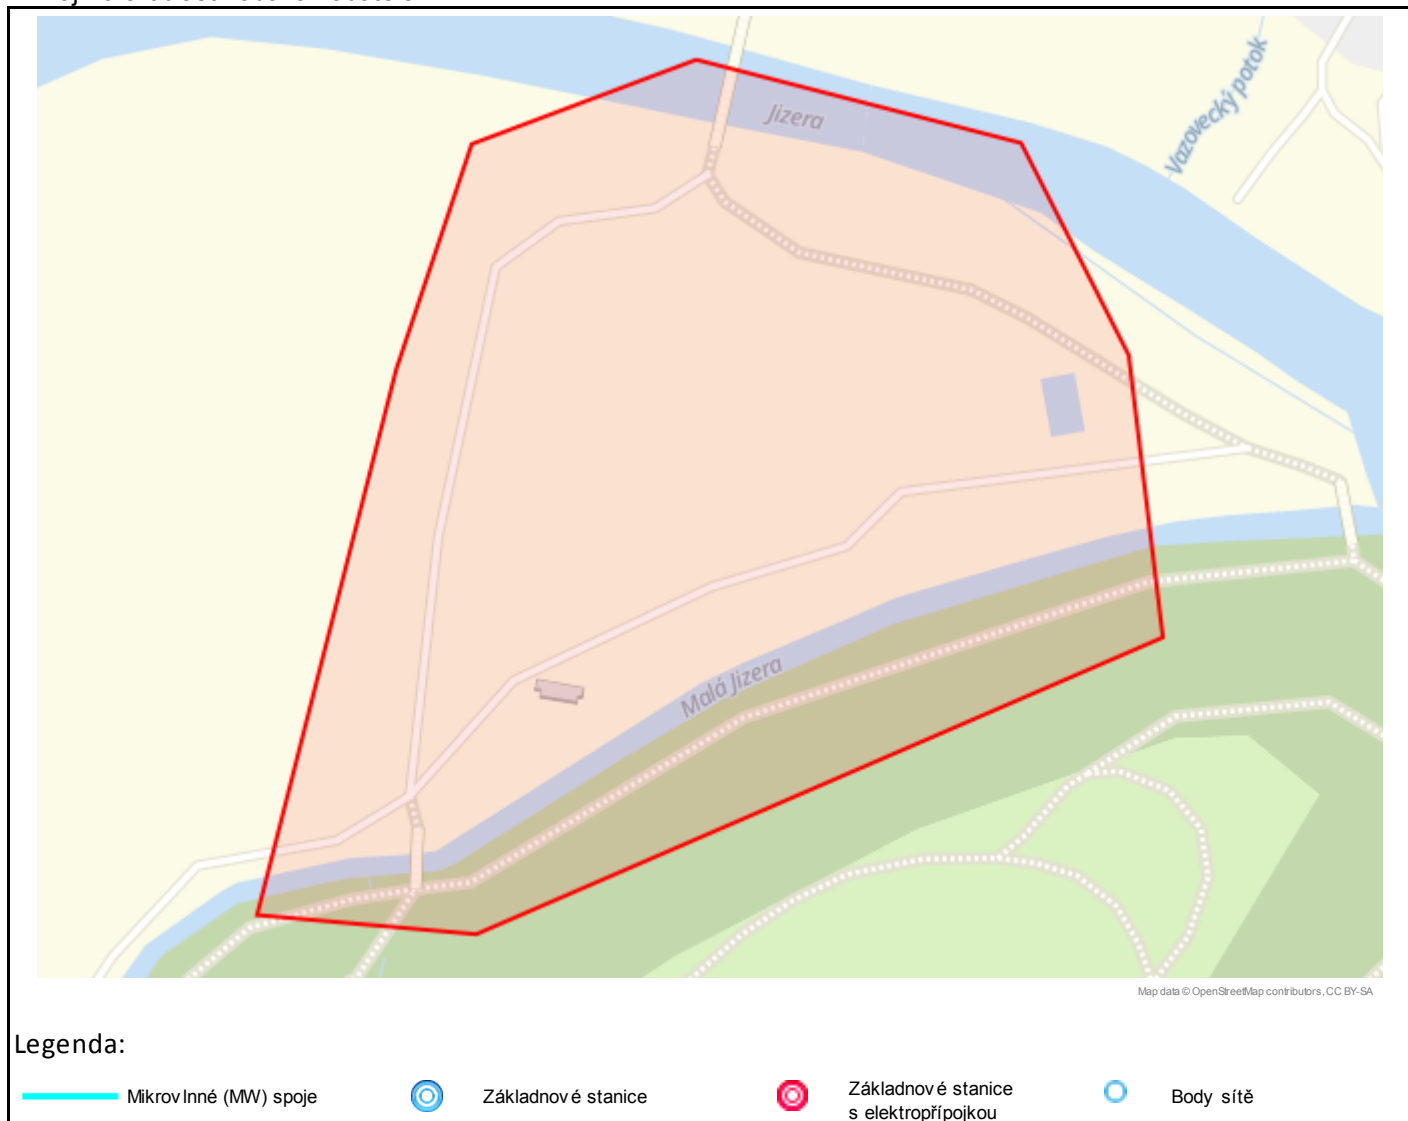 Jizera
Vazovecký potok
Malá Jizera
Map data © OpenStreetMap contributors, CC BY-SA
Legenda:
Mikrovlnné (MW) spoje
Základnové stanice
Základnové stanice
s elektropřípojkou
Body sítě